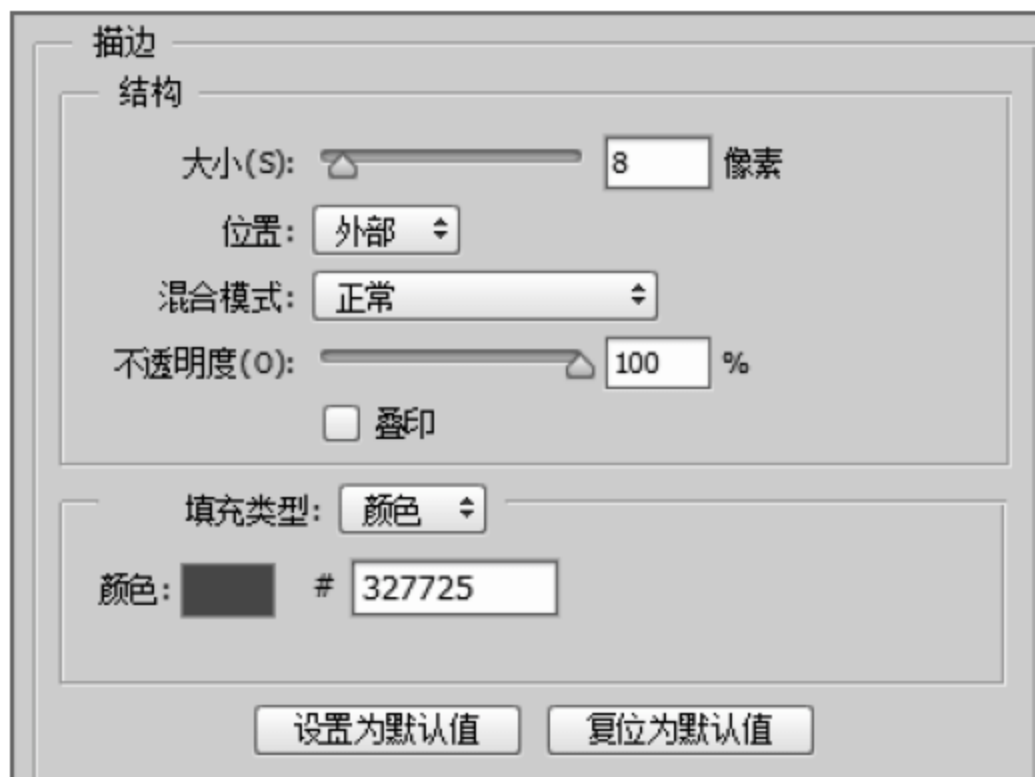 描边
结构
大小(S): 8 像素
位置: 外部
混合模式: 正常
不透明度(O): 100 %
叠印
填充类型: 颜色
颜色: # 327725
设置为默认值 复位为默认值